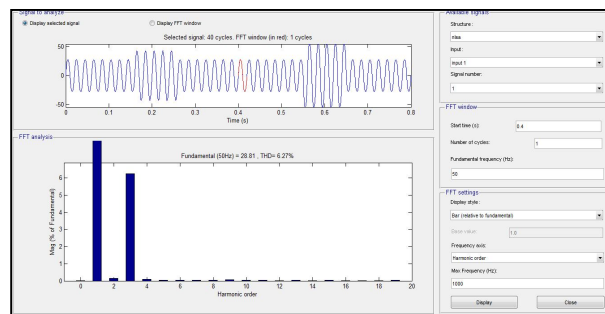 Signal to analyze
Display selected signal
Display FFT window
Selected signal: 40 cycles. FFT window (in red): 1 cycles
50
0
-50
0 0.1 0.2 0.3 0.4 0.5 0.6 0.7 0.8
Time (s)
FFT analysis
Fundamental (50Hz) = 28.81 , THD= 6.27%
Mag (% of Fundamental)
6
5
4
3
2
1
0
0 2 4 6 8 10 12 14 16 18 20
Harmonic order
Available signals
Structure :
Input :
input 1
Signal number:
1
FFT window
Start time (s):
0.4
Number of cycles:
1
Fundamental frequency (Hz):
50
FFT settings
Display style :
Bar (relative to fundamental)
Base value:
1.0
Frequency axis:
Harmonic order
Max Frequency (Hz):
1000
Display
Close